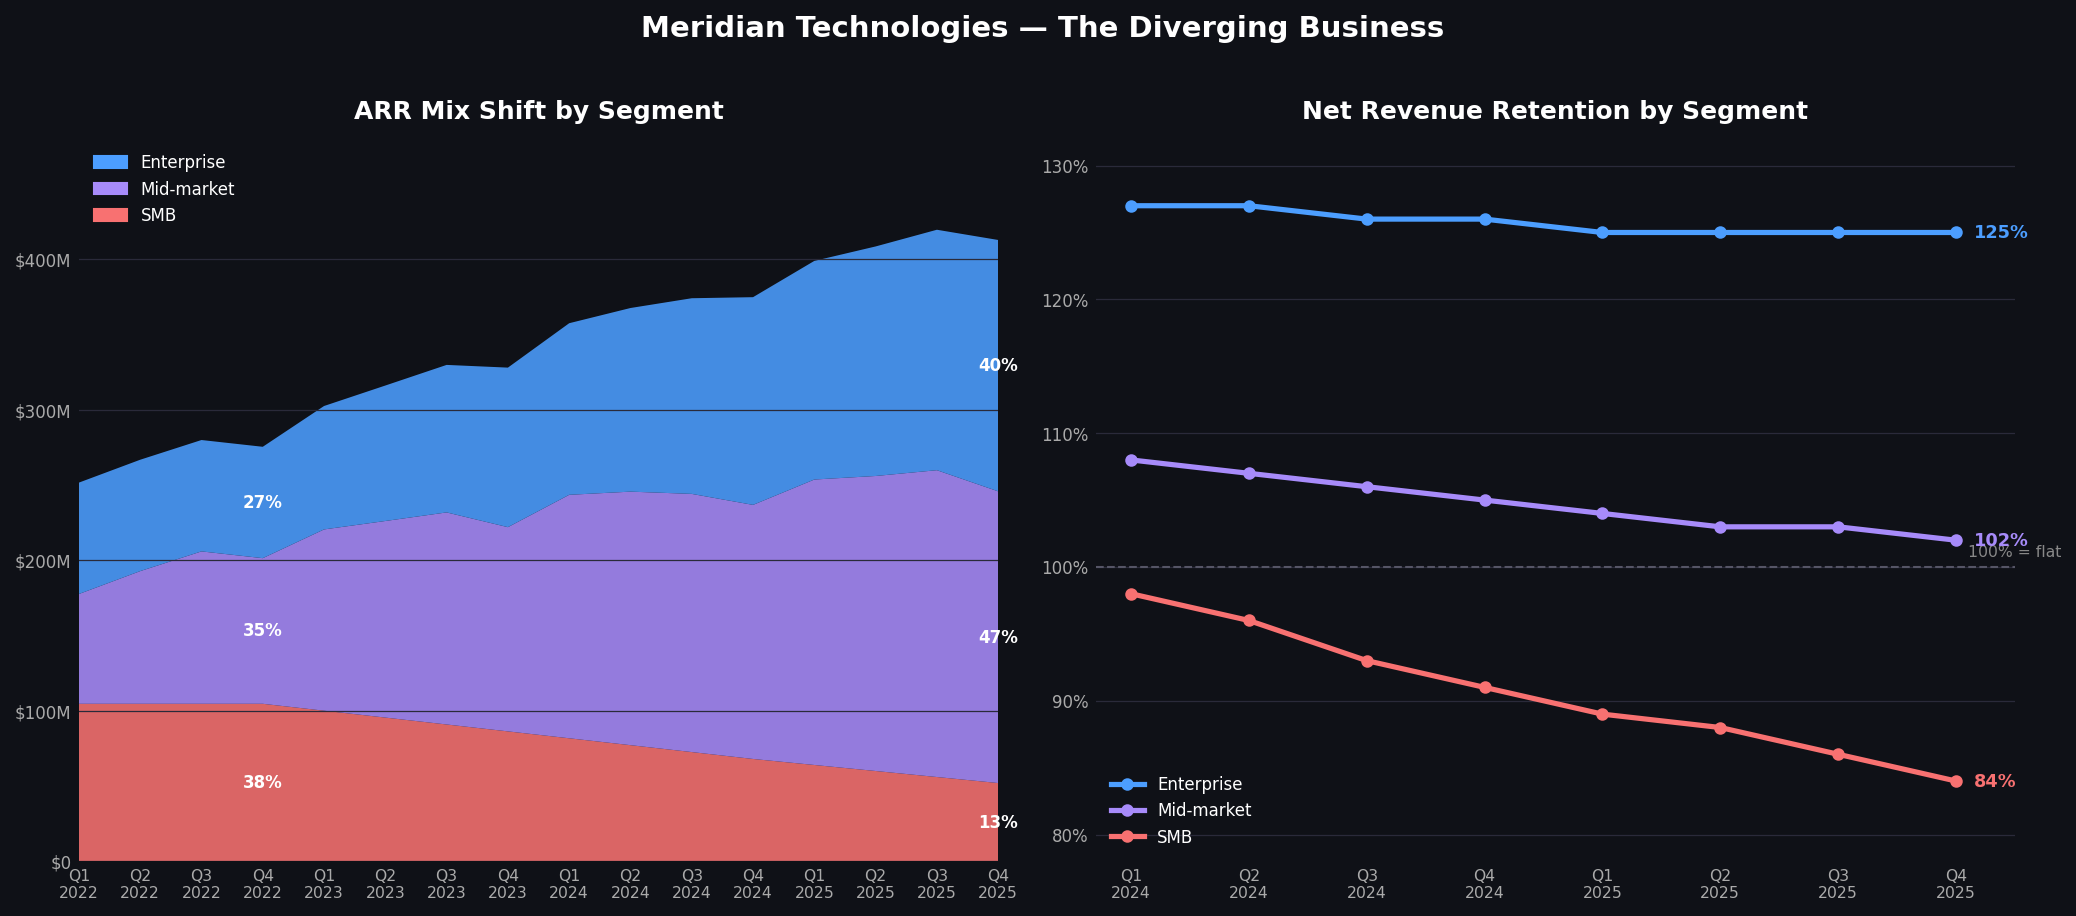 Meridian Technologies — The Diverging Business
ARR Mix Shift by Segment
Enterprise
Mid-market
SMB
$400M
$300M
$200M
$100M
$0
27%
35%
38%
40%
47%
13%
Q1 Q2 Q3 Q4 Q1 Q2 Q3 Q4 Q1 Q2 Q3 Q4 Q1 Q2 Q3 Q4
2022 2022 2022 2022 2023 2023 2023 2023 2024 2024 2024 2024 2025 2025 2025 2025
Net Revenue Retention by Segment
130%
120%
110%
100%
90%
80%
125%
102%
100% = flat
84%
Enterprise
Mid-market
SMB
Q1 Q2 Q3 Q4 Q1 Q2 Q3 Q4
2024 2024 2024 2024 2025 2025 2025 2025